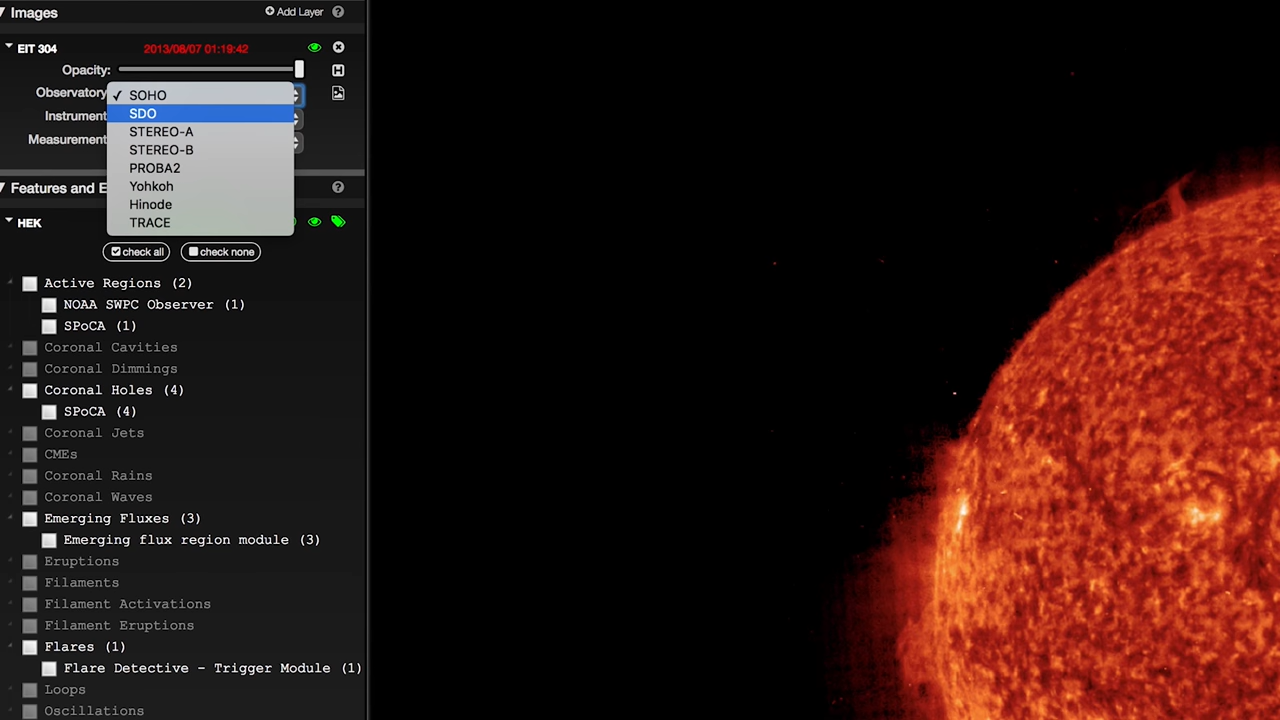 Images
Add Layer
EIT 304 2013/08/07 01:19:42
Opacity:
Observatory
Instrument
Measurement
✓ SOHO
SDO
STEREO-A
STEREO-B
PROBA2
Yohkoh
Hinode
TRACE
Features and E
HEK
check all check none
Active Regions (2)
NOAA SWPC Observer (1)
SPoCA (1)
Coronal Cavities
Coronal Dimmings
Coronal Holes (4)
SPoCA (4)
Coronal Jets
CMEs
Coronal Rains
Coronal Waves
Emerging Fluxes (3)
Emerging flux region module (3)
Eruptions
Filaments
Filament Activations
Filament Eruptions
Flares (1)
Flare Detective - Trigger Module (1)
Loops
Oscillations